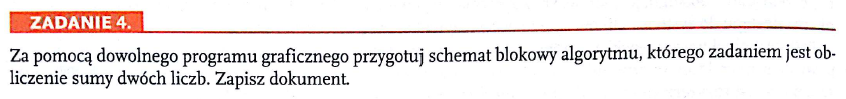 ZADANIE 4.
Za pomocą dowolnego programu graficznego przygotuj schemat blokowy algorytmu, którego zadaniem jest ob-
liczenie sumy dwóch liczb. Zapisz dokument.